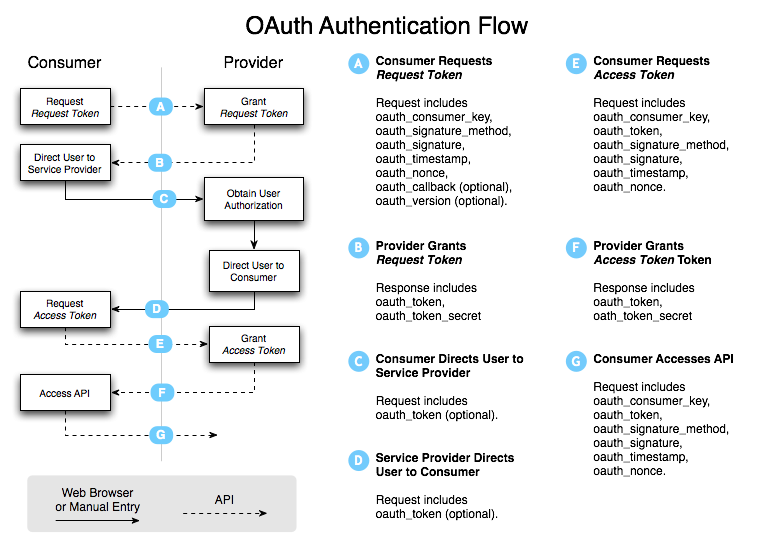 OAuth Authentication Flow
Consumer
Provider
Request
Request Token
A
Grant
Request Token
Direct User to
Service Provider
B
C
Obtain User
Authorization
Direct User to
Consumer
Request
Access Token
D
E
Grant
Access Token
Access API
F
G
Web Browser
or Manual Entry
API
A
Consumer Requests
Request Token
Request includes
oauth_consumer_key,
oauth_signature_method,
oauth_signature,
oauth_timestamp,
oauth_nonce,
oauth_callback (optional),
oauth_version (optional).
B
Provider Grants
Request Token
Response includes
oauth_token,
oauth_token_secret
C
Consumer Directs User to
Service Provider
Request includes
oauth_token (optional).
D
Service Provider Directs
User to Consumer
Request includes
oauth_token (optional).
E
Consumer Requests
Access Token
Request includes
oauth_consumer_key,
oauth_token,
oauth_signature_method,
oauth_signature,
oauth_timestamp,
oauth_nonce.
F
Provider Grants
Access Token Token
Response includes
oauth_token,
oath_token_secret
G
Consumer Accesses API
Request includes
oauth_consumer_key,
oauth_token,
oauth_signature_method,
oauth_signature,
oauth_timestamp,
oauth_nonce.